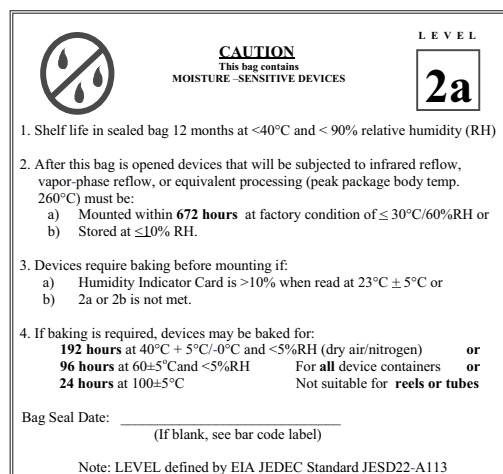 LEVEL
CAUTION
This bag contains
MOISTURE –SENSITIVE DEVICES
2a
1. Shelf life in sealed bag 12 months at <40°C and < 90% relative humidity (RH)
2. After this bag is opened devices that will be subjected to infrared reflow,
vapor-phase reflow, or equivalent processing (peak package body temp.
260°C) must be:
a) Mounted within 672 hours at factory condition of ≤ 30°C/60%RH or
b) Stored at ≤10% RH.
3. Devices require baking before mounting if:
a) Humidity Indicator Card is >10% when read at 23°C ± 5°C or
b) 2a or 2b is not met.
4. If baking is required, devices may be baked for:
192 hours at 40°C + 5°C/-0°C and <5%RH (dry air/nitrogen) or
96 hours at 60±5°Cand <5%RH For all device containers or
24 hours at 100±5°C Not suitable for reels or tubes
Bag Seal Date: ______________________________
(If blank, see bar code label)
Note: LEVEL defined by EIA JEDEC Standard JESD22-A113